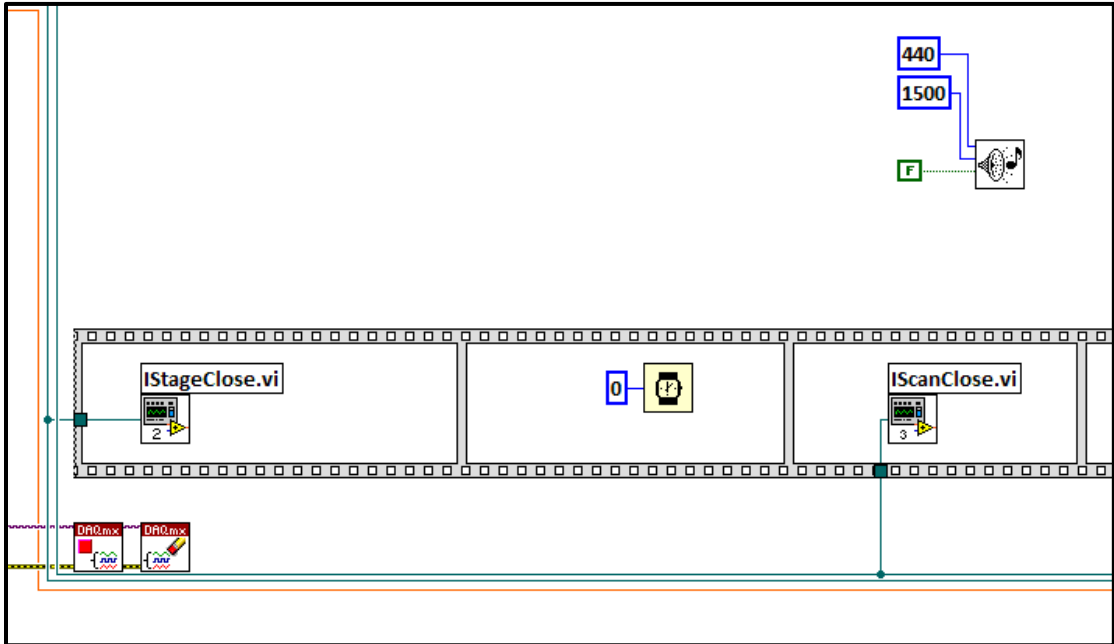 440
1500
F
IStageClose.vi
2
0
IScanClose.vi
3
DAQmx
DAQmx